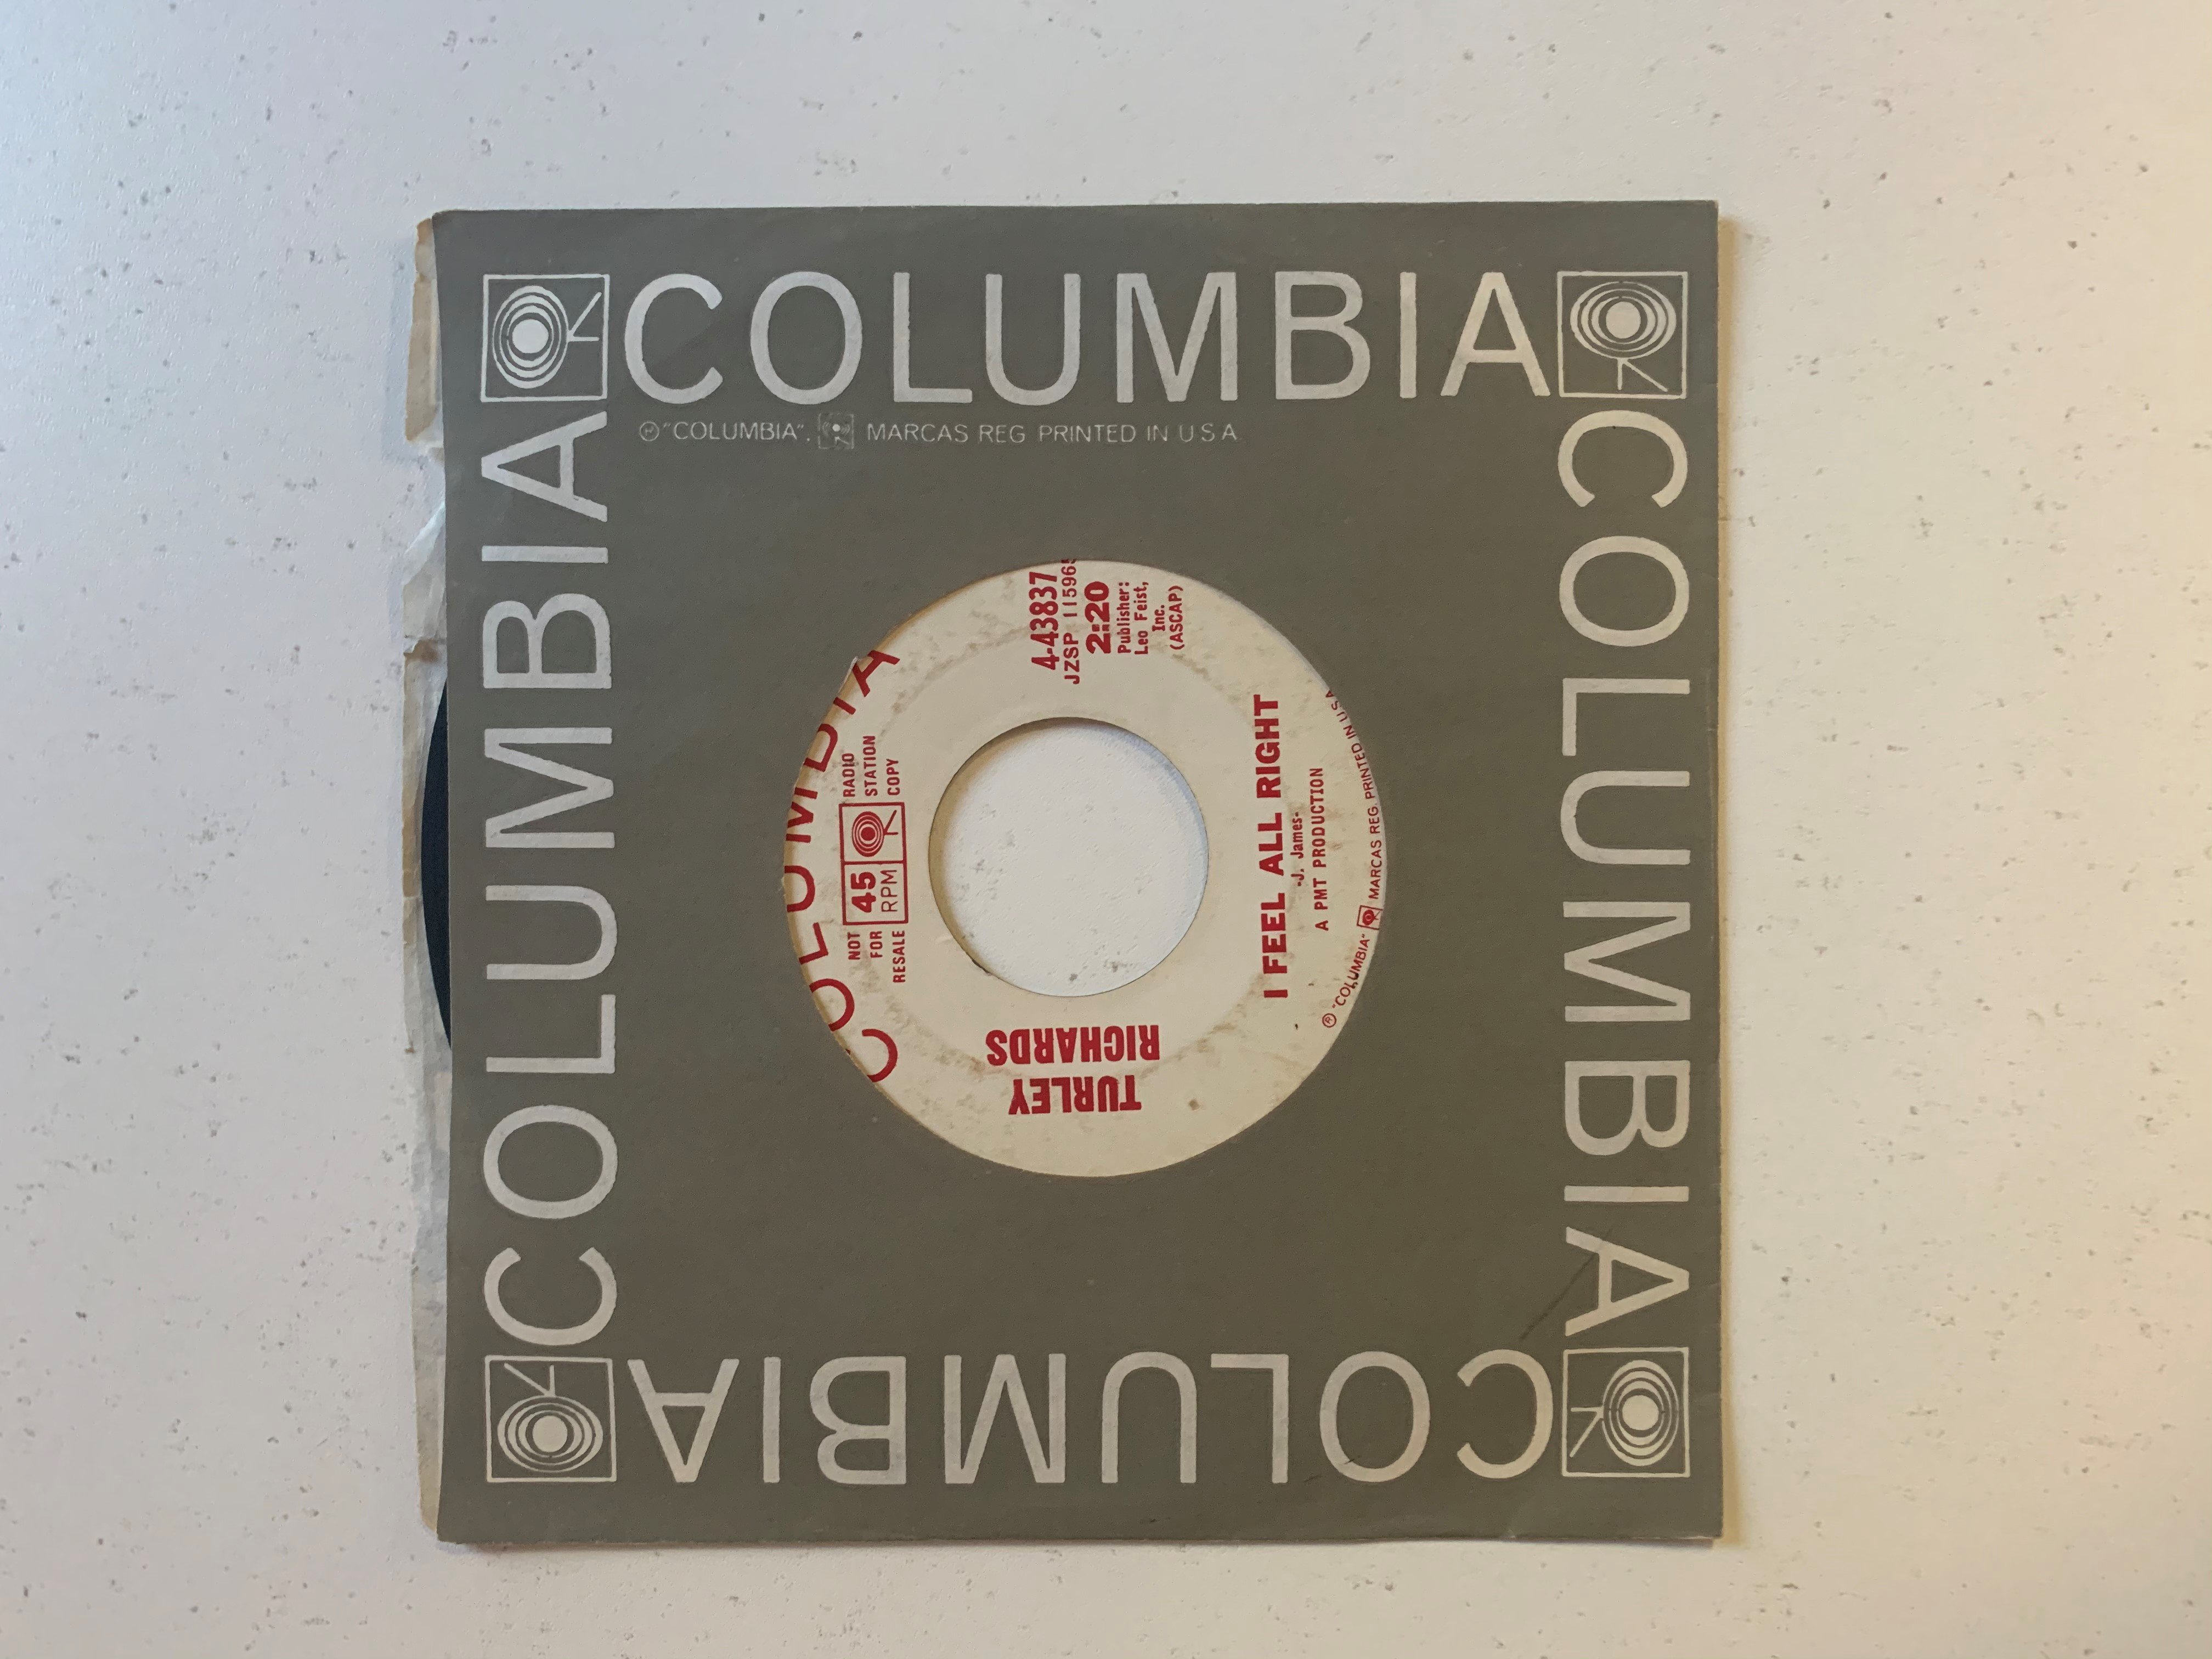 COLUMBIA
Ⓡ "COLUMBIA", MARCAS REG PRINTED IN U S A
COLUMBIA
COLUMBIA
COLUMBIA
COLUMBIA
NOT
FOR
RESALE
45
RPM
RADIO
STATION
COPY
TURLEY
RICHARDS
4-43837
JZSP 115965
2:20
Publisher:
Leo Feist,
Inc.
(ASCAP)
I FEEL ALL RIGHT
-J. James-
A PMT PRODUCTION
Ⓡ "COLUMBIA" MARCAS REG. PRINTED IN U.S.A